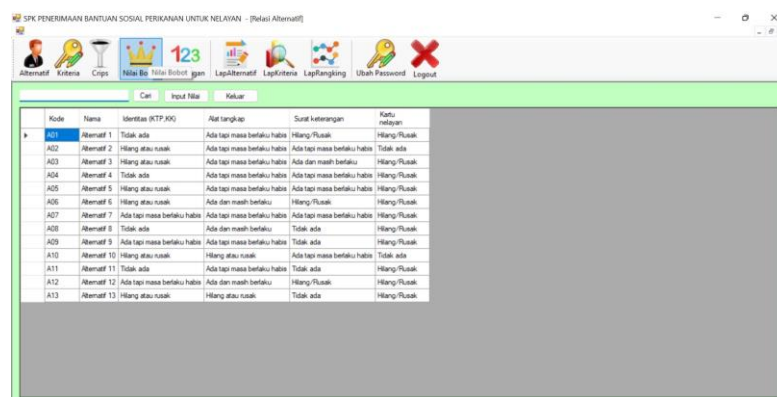 SPK PENERIMAAN BANTUAN SOSIAL PERIKANAN UNTUK NELAYAN - [Relasi Alternatif]
123
Alternatif Kriteria Crips Nilai Bo Nilai Bobot gan LapAlternatif LapKriteria LapRangking Ubah Password Logout
Cari Input Nilai Keluar
Kode Nama Identitas (KTP,KK) Alat tangkap Surat keterangan Kartu nelayan
A01 Alternatif 1 Tidak ada Ada tapi masa berlaku habis Hilang/Rusak Hilang/Rusak
A02 Alternatif 2 Hilang atau rusak Ada tapi masa berlaku habis Ada tapi masa berlaku habis Tidak ada
A03 Alternatif 3 Hilang atau rusak Ada tapi masa berlaku habis Ada dan masih berlaku Hilang/Rusak
A04 Alternatif 4 Tidak ada Ada tapi masa berlaku habis Ada tapi masa berlaku habis Hilang/Rusak
A05 Alternatif 5 Hilang atau rusak Ada tapi masa berlaku habis Ada tapi masa berlaku habis Hilang/Rusak
A06 Alternatif 6 Hilang atau rusak Ada dan masih berlaku Hilang/Rusak Hilang/Rusak
A07 Alternatif 7 Ada tapi masa berlaku habis Ada tapi masa berlaku habis Ada tapi masa berlaku habis Hilang/Rusak
A08 Alternatif 8 Tidak ada Ada dan masih berlaku Tidak ada Hilang/Rusak
A09 Alternatif 9 Ada tapi masa berlaku habis Ada tapi masa berlaku habis Tidak ada Hilang/Rusak
A10 Alternatif 10 Hilang atau rusak Hilang atau rusak Ada tapi masa berlaku habis Tidak ada
A11 Alternatif 11 Tidak ada Ada tapi masa berlaku habis Tidak ada Hilang/Rusak
A12 Alternatif 12 Ada tapi masa berlaku habis Ada dan masih berlaku Hilang/Rusak Hilang/Rusak
A13 Alternatif 13 Hilang atau rusak Hilang atau rusak Tidak ada Hilang/Rusak